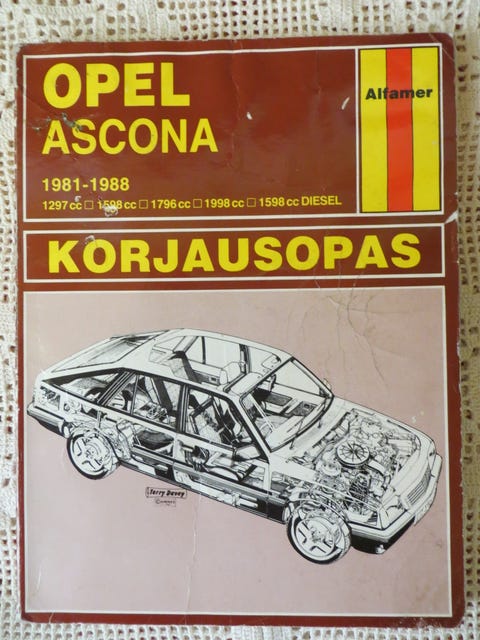 OPEL
ASCONA
Alfamer
1981-1988
1297 cc □ 1598 cc □ 1796 cc □ 1998 cc □ 1598 cc DIESEL
KORJAUSOPAS
Terry Davey